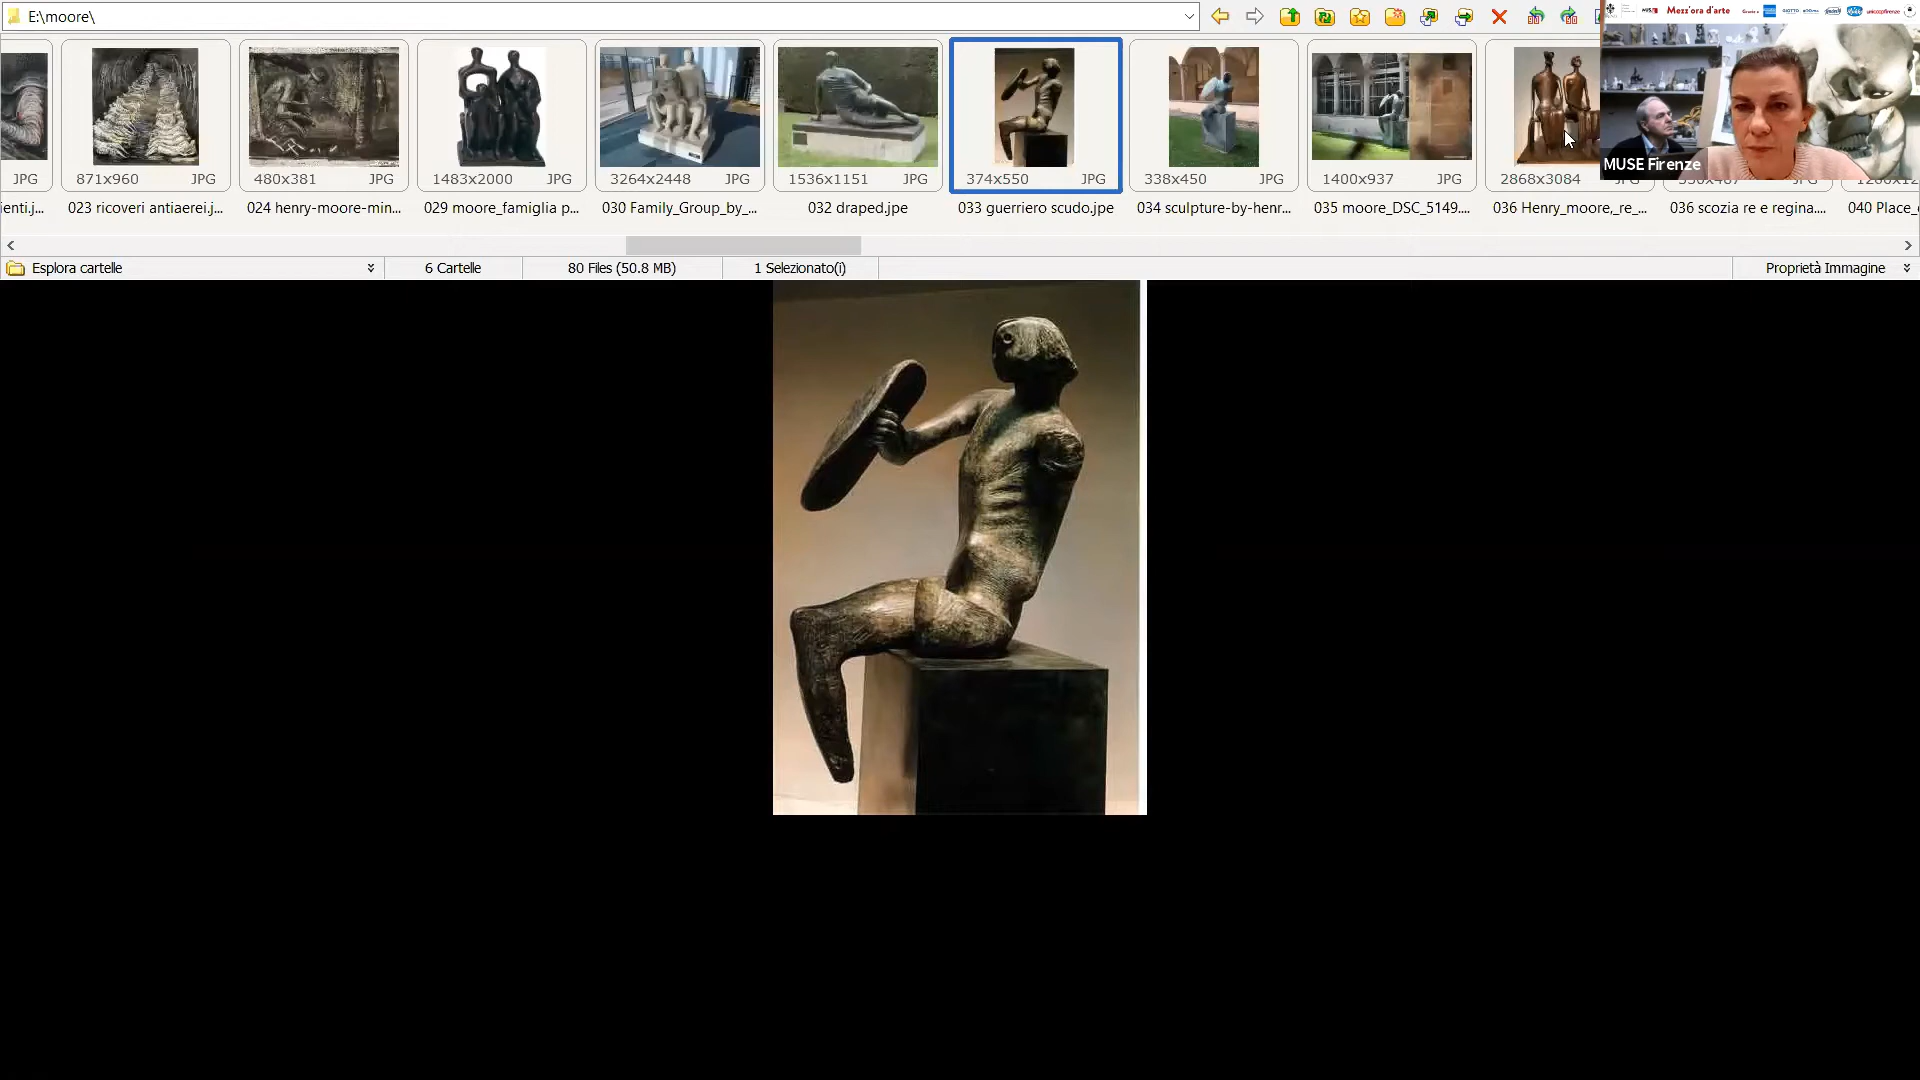 E:\moore\
Mezz'ora d'arte
MUSE Firenze
JPG
871x960 JPG
480x381 JPG
1483x2000 JPG
3264x2448 JPG
1536x1151 JPG
374x550 JPG
338x450 JPG
1400x937 JPG
2868x3084
ienti.j...
023 ricoveri antiaerei.j...
024 henry-moore-min...
029 moore_famiglia p...
030 Family_Group_by_...
032 draped.jpe
033 guerriero scudo.jpe
034 sculpture-by-henr...
035 moore_DSC_5149....
036 Henry_moore,_re_...
036 scozia re e regina....
040 Place_
Esplora cartelle
6 Cartelle
80 Files (50.8 MB)
1 Selezionato(i)
Proprietà Immagine